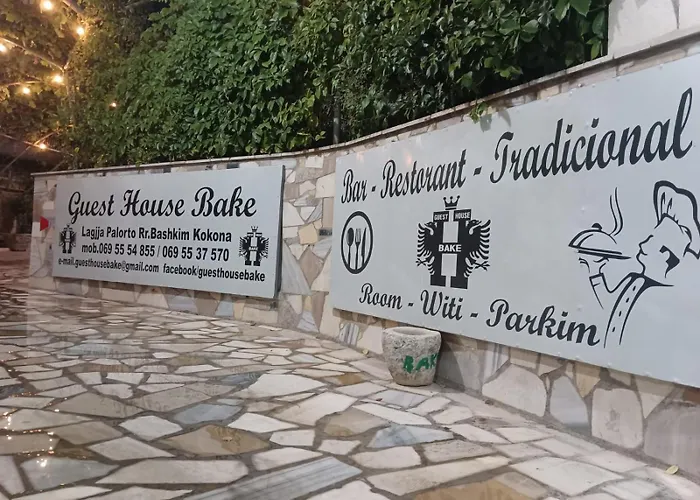 Guest House Bake
Lagjja Palorto Rr.Bashkim Kokona
mob.069 55 54 855 / 069 55 37 570
e-mail.guesthousebake@gmail.com facebook/guesthousebake
Bar - Restorant - Tradicional
GUEST HOUSE
BAKE
Room - Witi - Parkim
BAKE